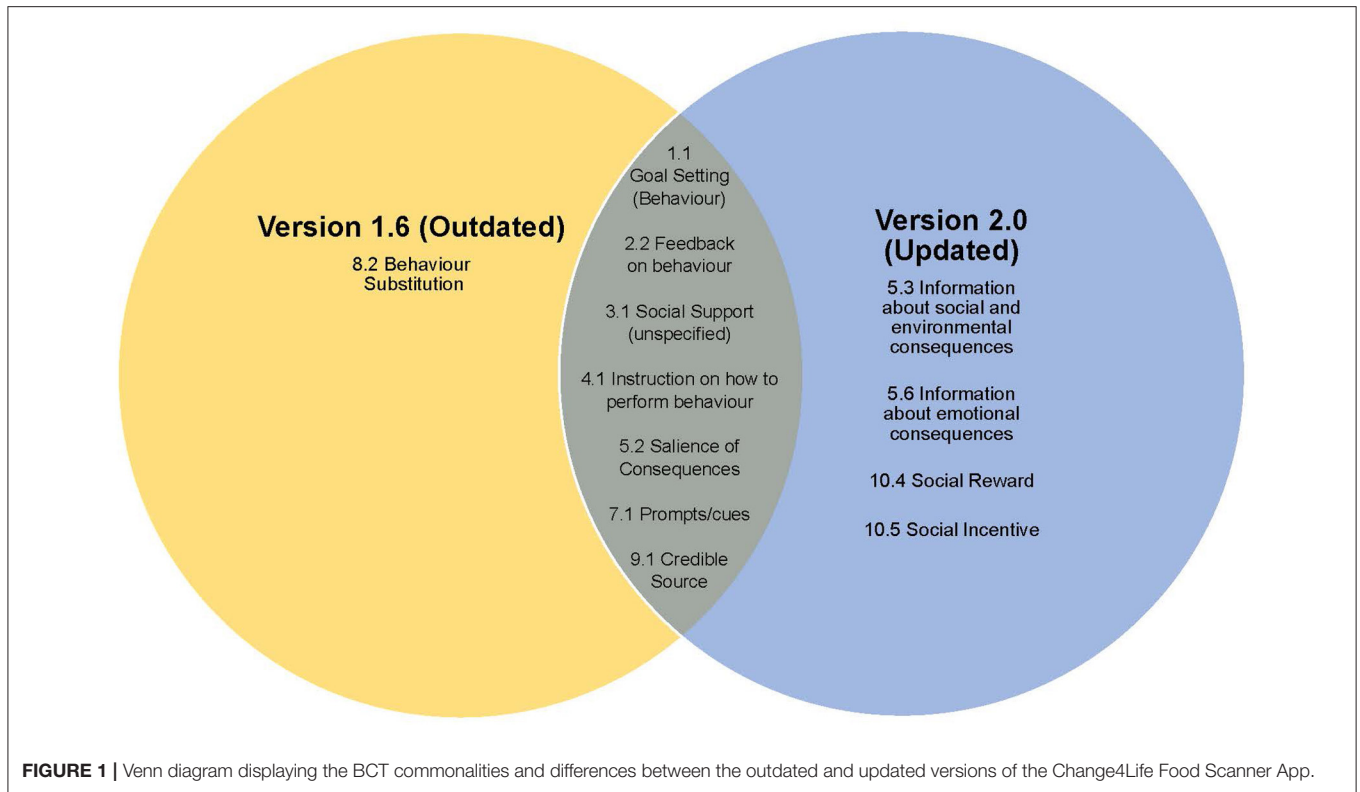 Version 1.6 (Outdated)
8.2 Behaviour
Substitution
1.1
Goal Setting
(Behaviour)
2.2 Feedback
on behaviour
3.1 Social Support
(unspecified)
4.1 Instruction on how to
perform behaviour
5.2 Salience of
Consequences
7.1 Prompts/cues
9.1 Credible
Source
Version 2.0
(Updated)
5.3 Information
about social and
environmental
consequences
5.6 Information
about emotional
consequences
10.4 Social Reward
10.5 Social Incentive
FIGURE 1 | Venn diagram displaying the BCT commonalities and differences between the outdated and updated versions of the Change4Life Food Scanner App.